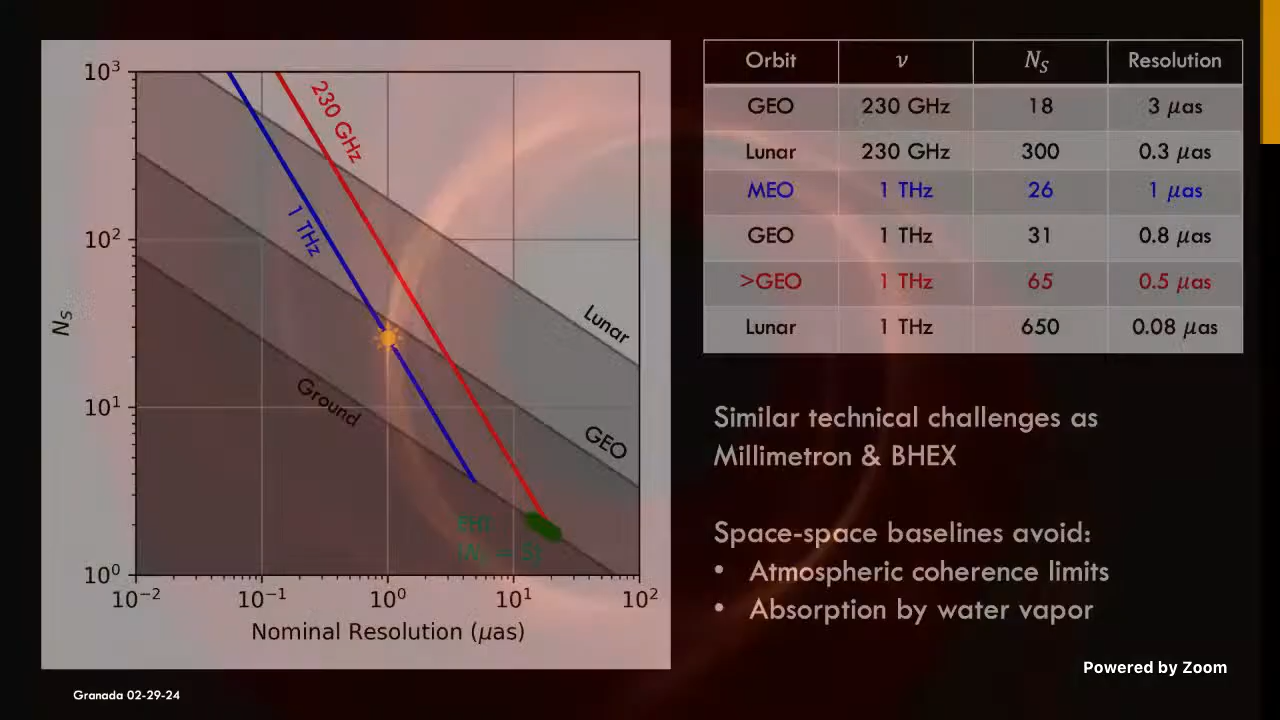 10³
10²
10¹
10⁰
10⁻²
10⁻¹
10⁰
10¹
10²
N_S
Nominal Resolution (μas)
230 GHz
1 THz
Lunar
GEO
Ground
EHT
Orbit ν N_S Resolution
GEO 230 GHz 18 3 μas
Lunar 230 GHz 300 0.3 μas
MEO 1 THz 26 1 μas
GEO 1 THz 31 0.8 μas
>GEO 1 THz 65 0.5 μas
Lunar 1 THz 650 0.08 μas
Similar technical challenges as
Millimetron & BHEX
Space-space baselines avoid:
• Atmospheric coherence limits
• Absorption by water vapor
Powered by Zoom
Granada 02-29-24